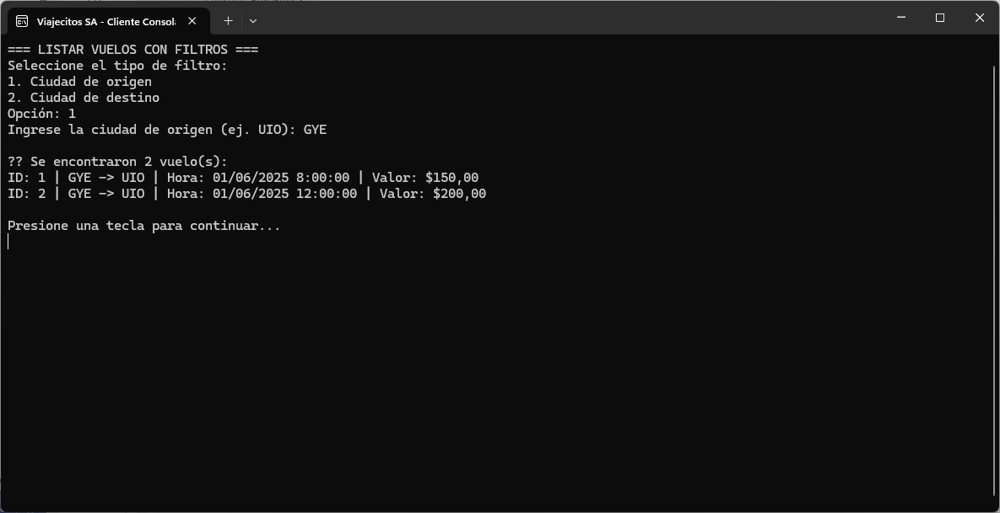 Viajecitos SA - Cliente Consola
=== LISTAR VUELOS CON FILTROS ===
Seleccione el tipo de filtro:
1. Ciudad de origen
2. Ciudad de destino
Opción: 1
Ingrese la ciudad de origen (ej. UIO): GYE
?? Se encontraron 2 vuelo(s):
ID: 1 | GYE -> UIO | Hora: 01/06/2025 8:00:00 | Valor: $150,00
ID: 2 | GYE -> UIO | Hora: 01/06/2025 12:00:00 | Valor: $200,00
Presione una tecla para continuar...